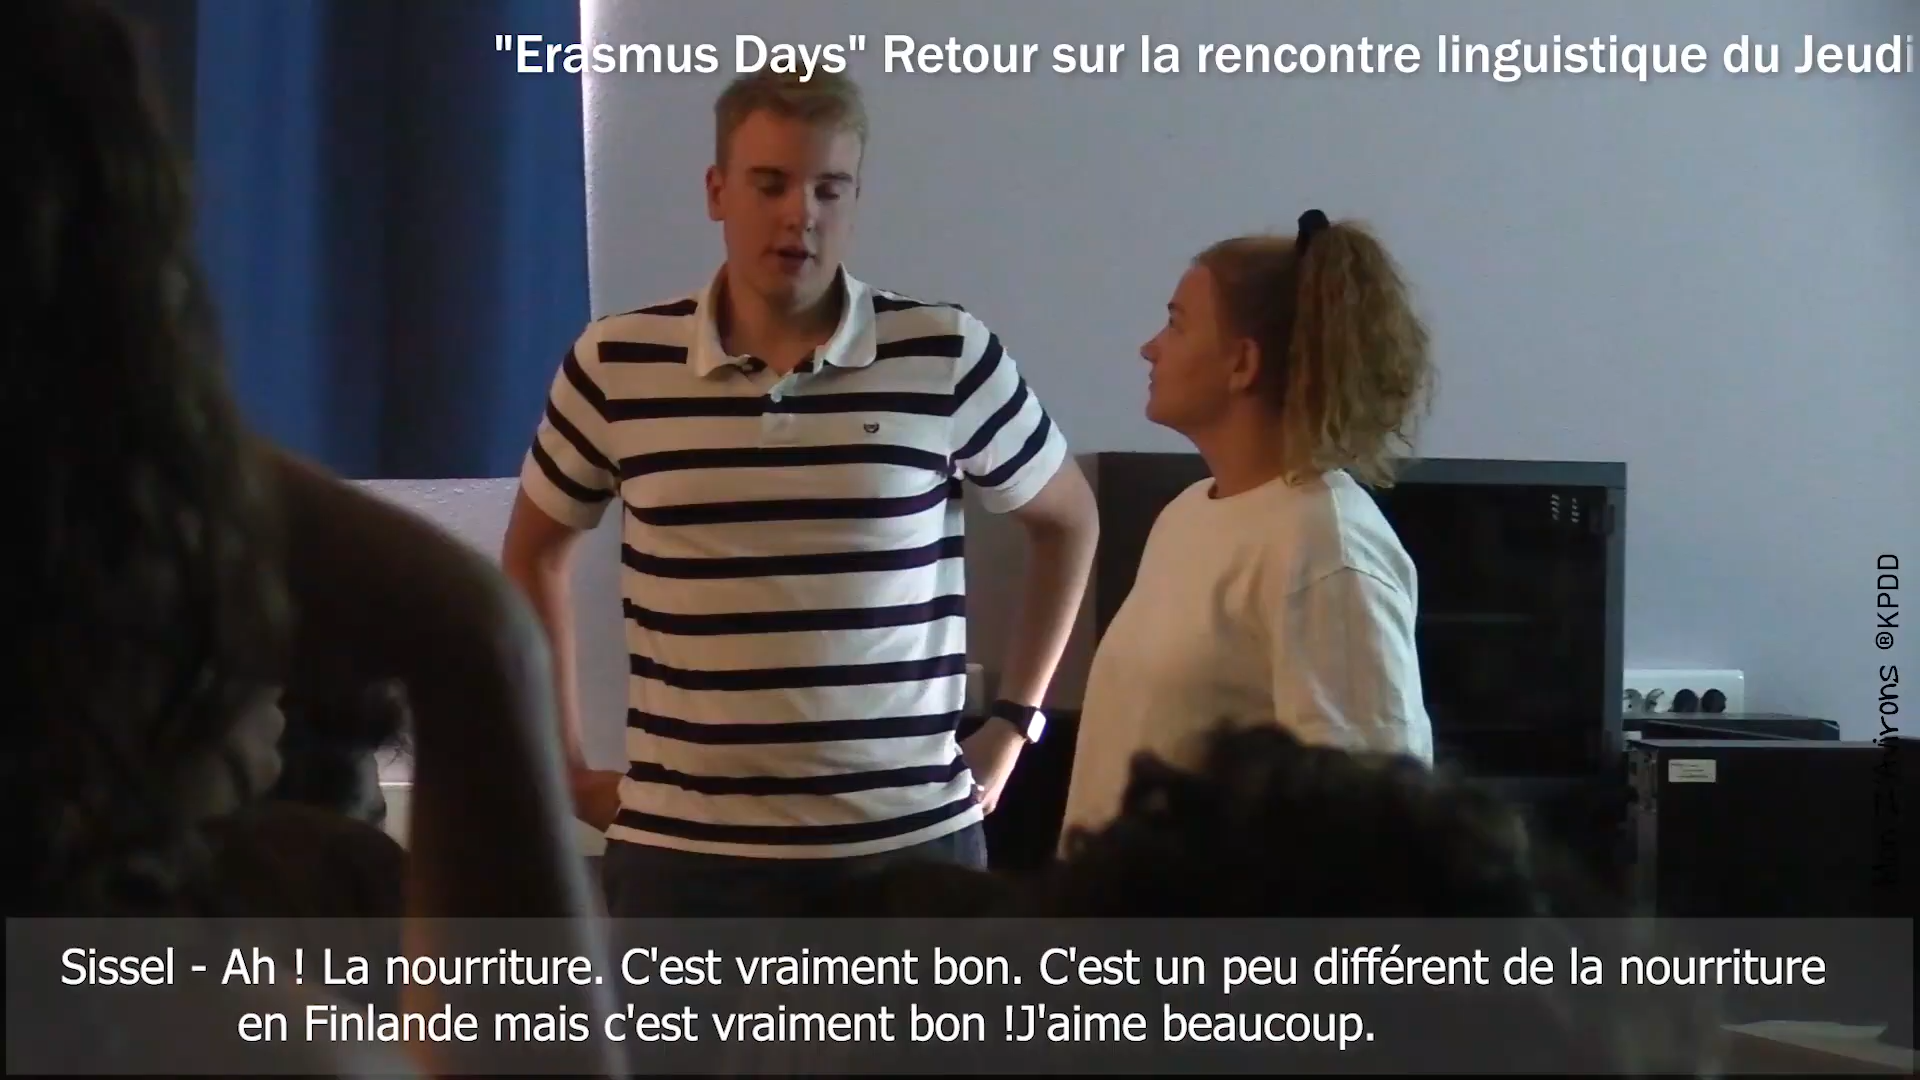 "Erasmus Days" Retour sur la rencontre linguistique du Jeudi
@KPDD
Sissel - Ah ! La nourriture. C'est vraiment bon. C'est un peu différent de la nourriture
en Finlande mais c'est vraiment bon !J'aime beaucoup.